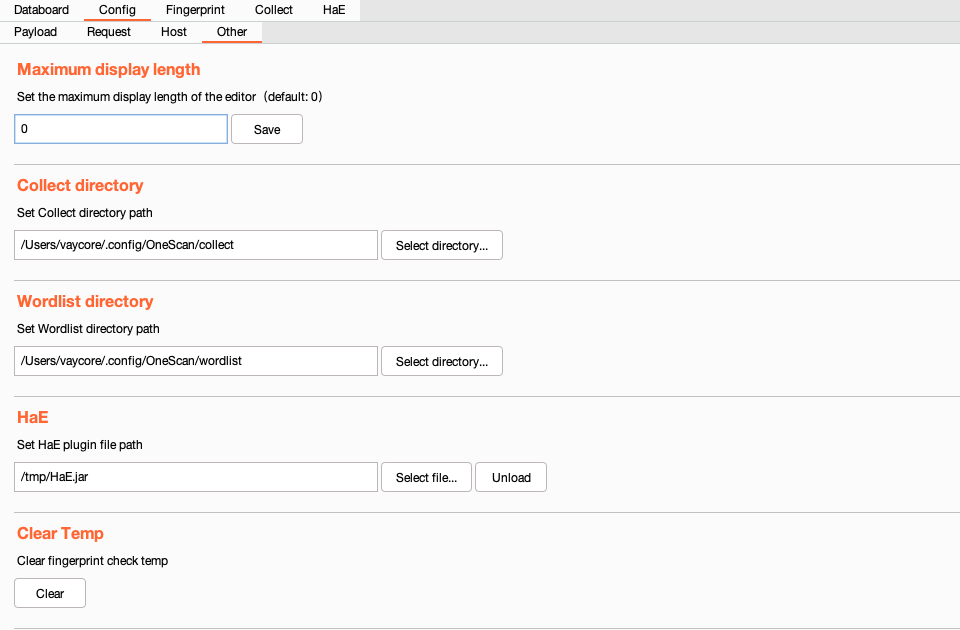 Databoard Config Fingerprint Collect HaE
Payload Request Host Other
Maximum display length
Set the maximum display length of the editor（default: 0）
0 Save
Collect directory
Set Collect directory path
/Users/vaycore/.config/OneScan/collect Select directory...
Wordlist directory
Set Wordlist directory path
/Users/vaycore/.config/OneScan/wordlist Select directory...
HaE
Set HaE plugin file path
/tmp/HaE.jar Select file... Unload
Clear Temp
Clear fingerprint check temp
Clear